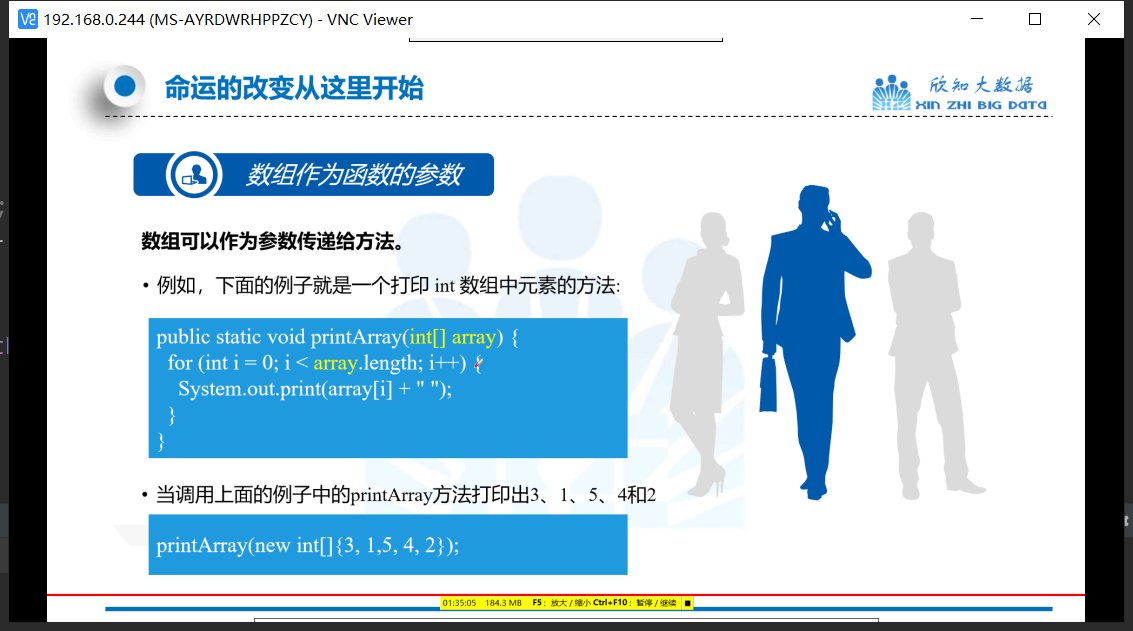 192.168.0.244 (MS-AYRDWRHPPZCY) - VNC Viewer
命运的改变从这里开始
欣知大数据
XIN ZHI BIG DATA
数组作为函数的参数
数组可以作为参数传递给方法。
• 例如，下面的例子就是一个打印 int 数组中元素的方法:
public static void printArray(int[] array) {
for (int i = 0; i < array.length; i++) {
System.out.print(array[i] + " ");
}
}
• 当调用上面的例子中的printArray方法打印出3、1、5、4和2
printArray(new int[]{3, 1,5, 4, 2});
01:35:05 184.3 MB F5：放大 / 缩小 Ctrl+F10：暂停 / 继续